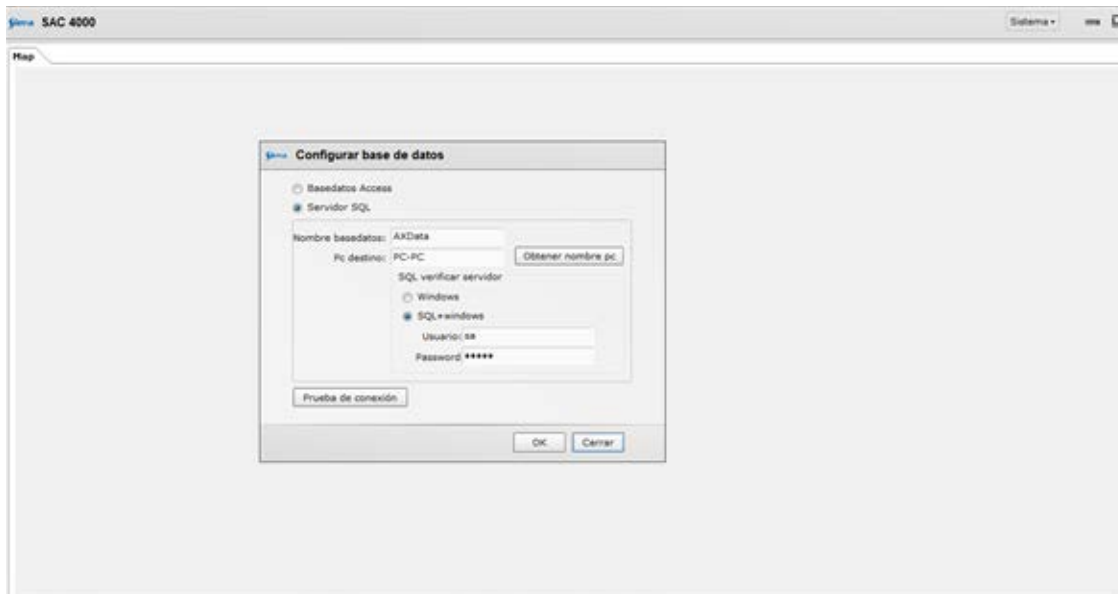 SAC 4000 Sistema
Map
Configurar base de datos
Basedatos Access
Servidor SQL
Nombre basedatos: AXData
Pc destino: PC-PC Obtener nombre pc
SQL verificar servidor
Windows
SQL+windows
Usuario: sa
Password *****
Prueba de conexión
OK Cerrar